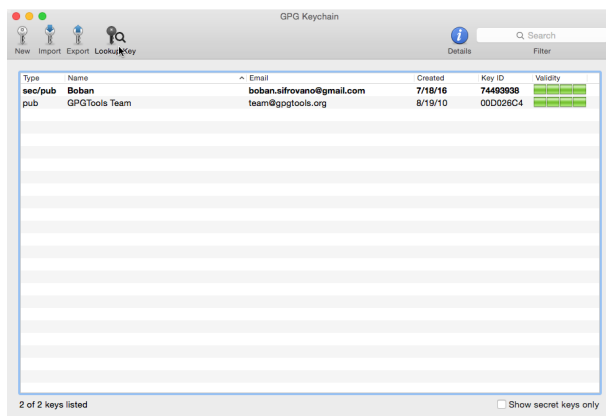 GPG Keychain
New Import Export Lookup Key Details Search Filter
Type Name Email Created Key ID Validity
sec/pub Boban boban.sifrovano@gmail.com 7/18/16 74493938
pub GPGTools Team team@gpgtools.org 8/19/10 00D026C4
2 of 2 keys listed Show secret keys only